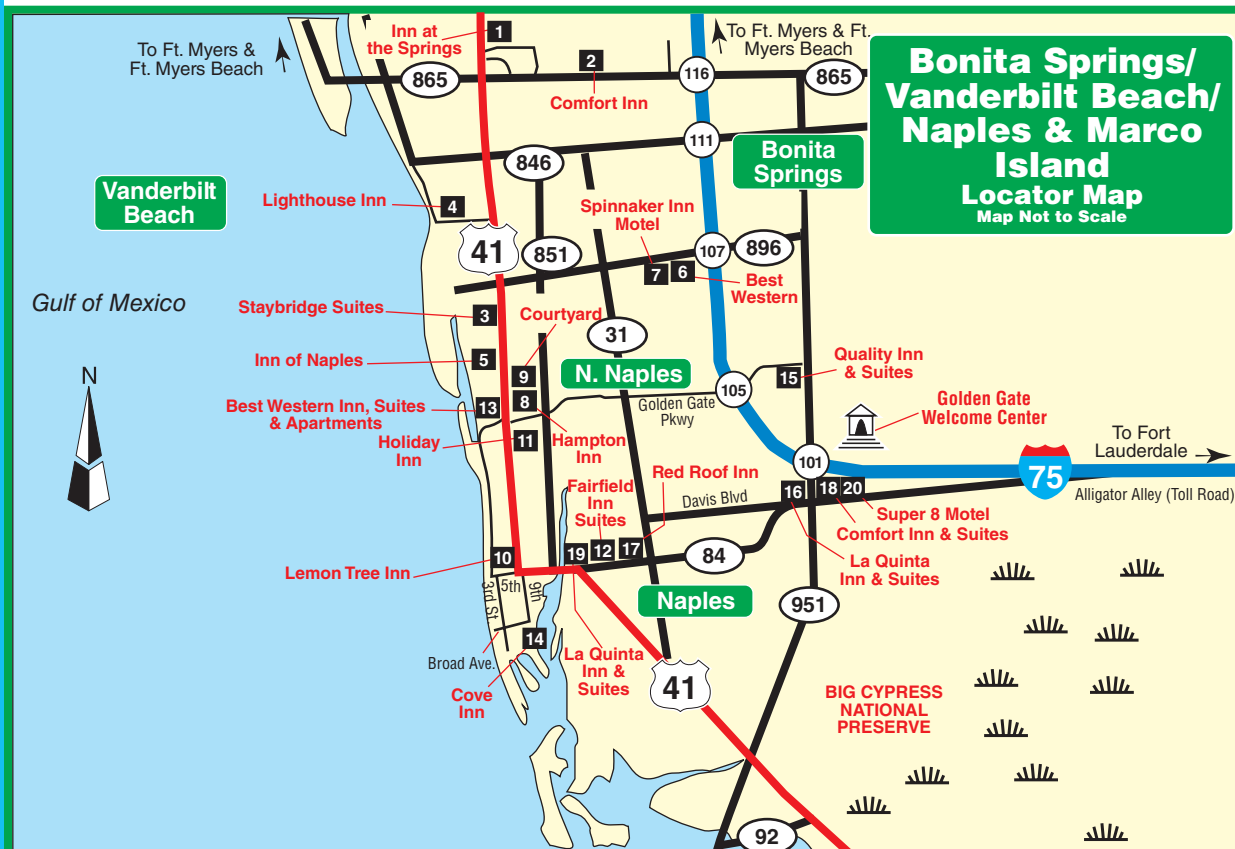 Bonita Springs/
Vanderbilt Beach/
Naples & Marco
Island
Locator Map
Map Not to Scale
To Ft. Myers &
Ft. Myers Beach
Inn at
the Springs
1
2
Comfort Inn
To Ft. Myers & Ft.
Myers Beach
865
116
865
111
846
Bonita
Springs
Vanderbilt
Beach
Lighthouse Inn
4
Spinnaker Inn
Motel
41
851
107
896
7
6
Best
Western
Gulf of Mexico
Staybridge Suites
3
Courtyard
31
Inn of Naples
5
9
N. Naples
Quality Inn
& Suites
15
105
Golden Gate
Pkwy
Best Western Inn, Suites
& Apartments
13
8
Hampton
Inn
Golden Gate
Welcome Center
Holiday
Inn
11
N
To Fort
Lauderdale
101
75
Alligator Alley (Toll Road)
Red Roof Inn
Davis Blvd
16
18
20
Fairfield
Inn
Suites
Super 8 Motel
Comfort Inn & Suites
La Quinta
Inn & Suites
Lemon Tree Inn
10
19
12
17
84
5th
3rd St
9th
Naples
951
14
Broad Ave.
Cove
Inn
La Quinta
Inn &
Suites
41
BIG CYPRESS
NATIONAL
PRESERVE
92